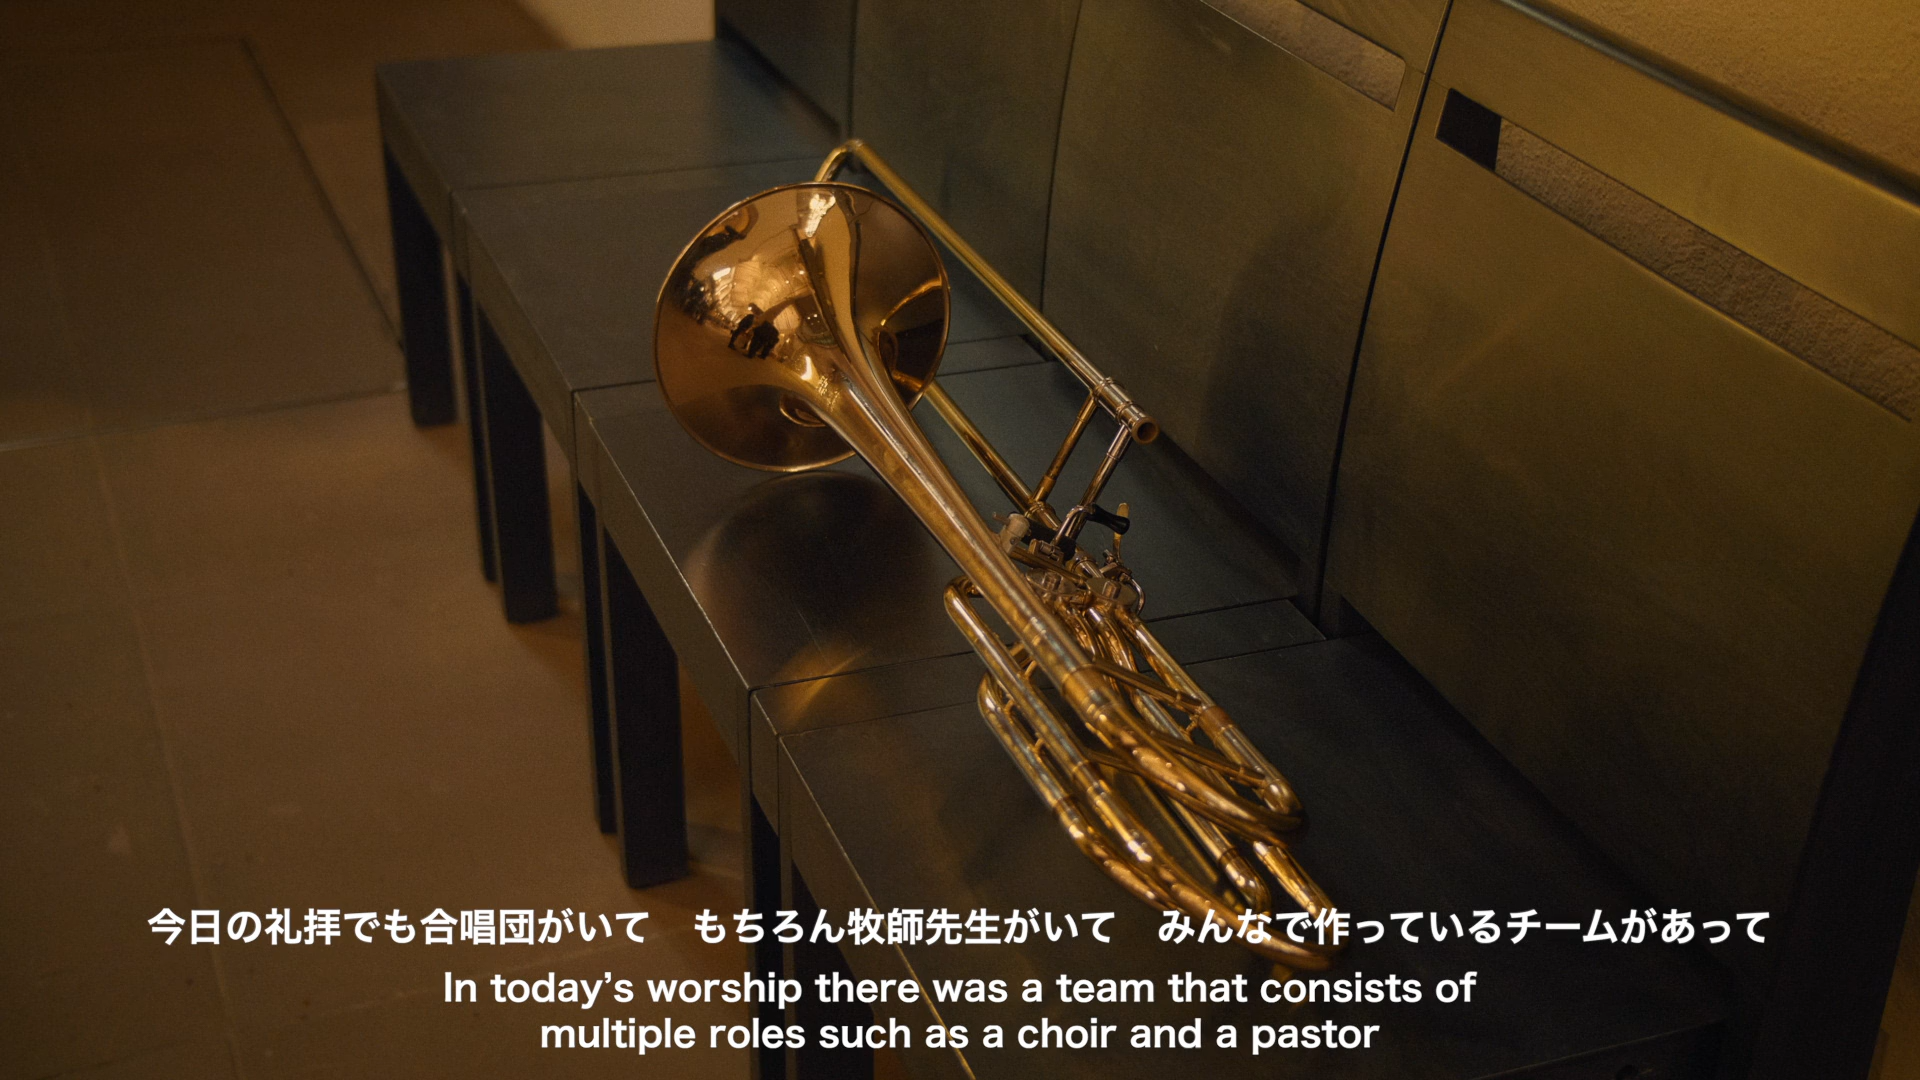 今日の礼拝でも合唱団がいて　もちろん牧師先生がいて　みんなで作っているチームがあって
In today’s worship there was a team that consists of
multiple roles such as a choir and a pastor